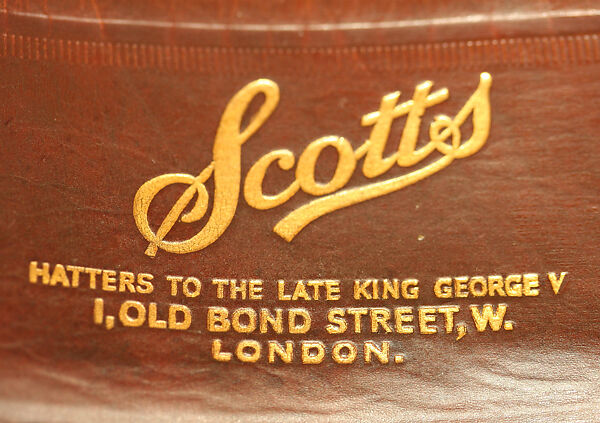 Scotts
HATTERS TO THE LATE KING GEORGE V
1, OLD BOND STREET, W.
LONDON.